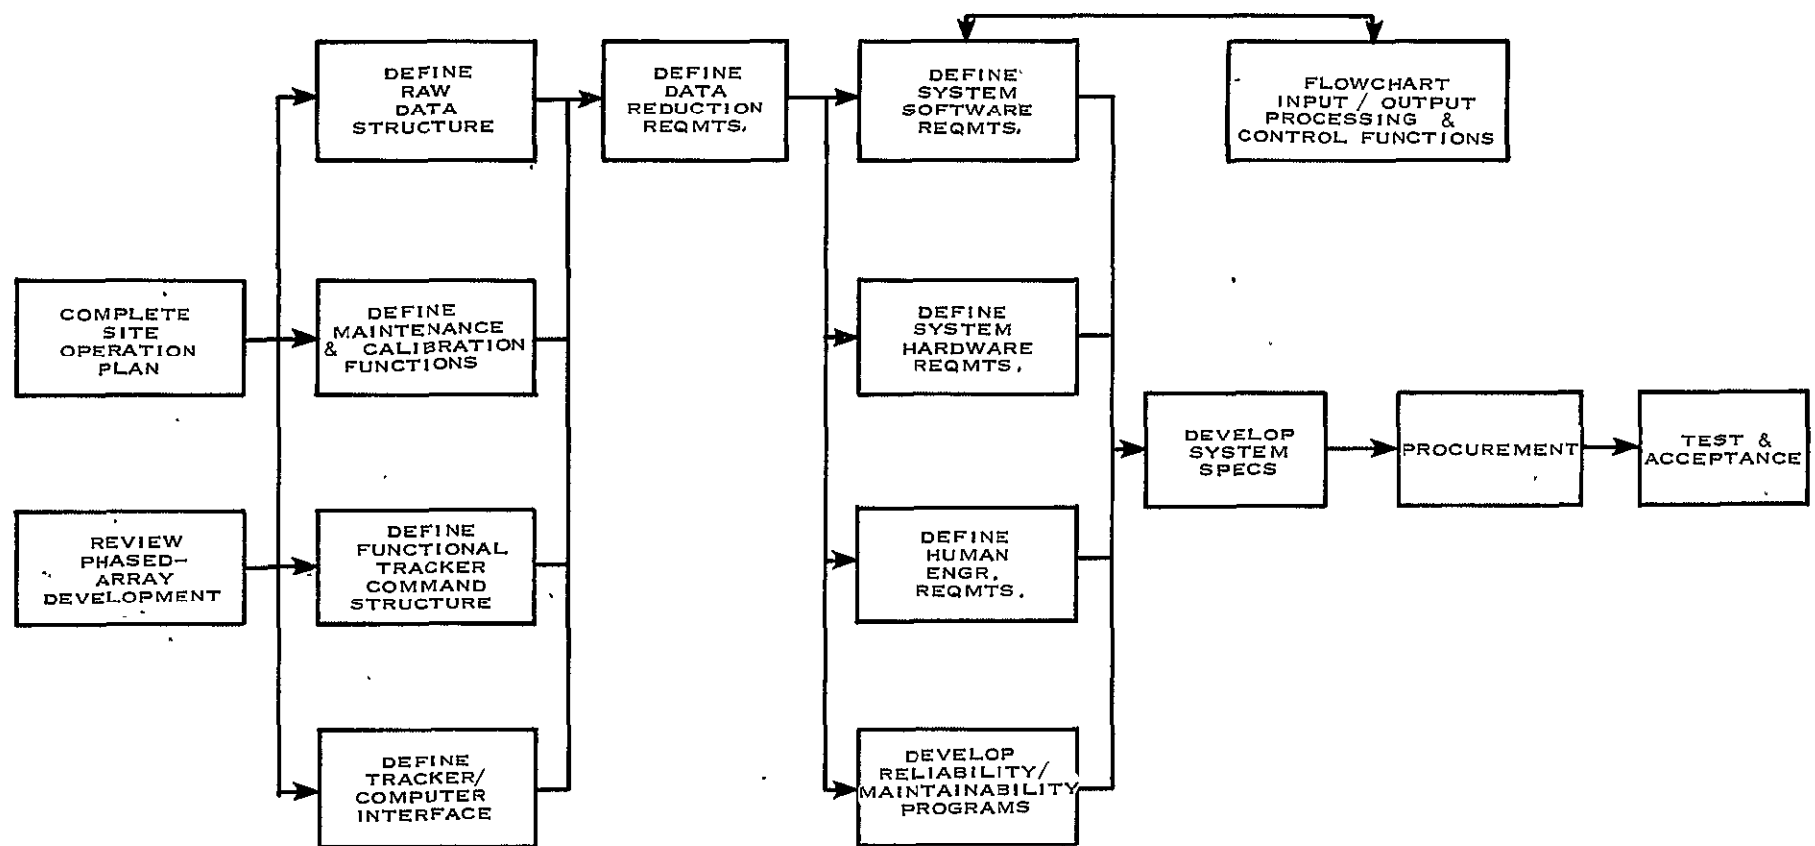 DEFINE
RAW
DATA
STRUCTURE
DEFINE
DATA
REDUCTION
REQMTS.
DEFINE
SYSTEM
SOFTWARE
REQMTS.
FLOWCHART
INPUT / OUTPUT
PROCESSING &
CONTROL FUNCTIONS
COMPLETE
SITE
OPERATION
PLAN
DEFINE
MAINTENANCE
& CALIBRATION
FUNCTIONS
DEFINE
SYSTEM
HARDWARE
REQMTS.
DEVELOP
SYSTEM
SPECS
PROCUREMENT
TEST &
ACCEPTANCE
REVIEW
PHASED-
ARRAY
DEVELOPMENT
DEFINE
FUNCTIONAL
TRACKER
COMMAND
STRUCTURE
DEFINE
HUMAN
ENGR.
REQMTS.
DEFINE
TRACKER/
COMPUTER
INTERFACE
DEVELOP
RELIABILITY/
MAINTAINABILITY
PROGRAMS